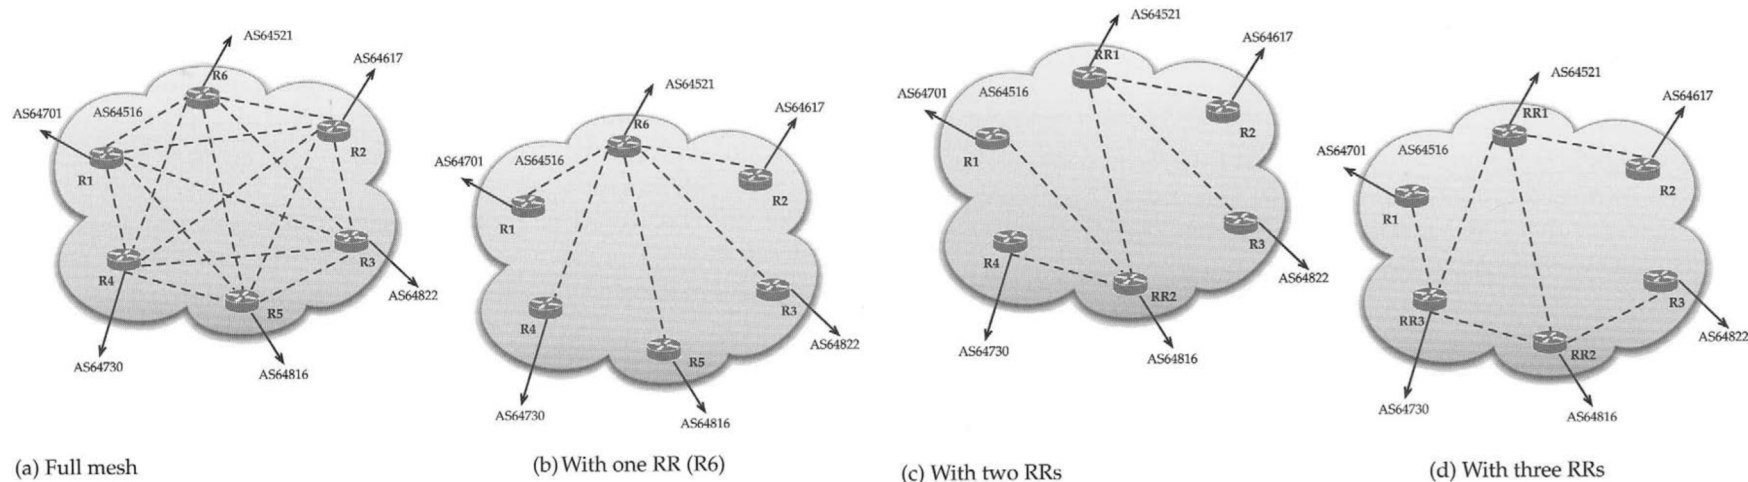 AS64521
AS64617
R6
AS64701
AS64516
R2
R1
R4
R3
R5
AS64822
AS64730
AS64816
(a) Full mesh
AS64521
AS64617
R6
AS64701
AS64516
R2
R1
R3
R4
R5
AS64822
AS64730
AS64816
(b) With one RR (R6)
AS64521
AS64617
RR1
AS64701
AS64516
R2
R1
R3
R4
RR2
AS64822
AS64730
AS64816
(c) With two RRs
AS64521
AS64617
RR1
AS64701
AS64516
R2
R1
R3
RR3
RR2
AS64822
AS64730
AS64816
(d) With three RRs